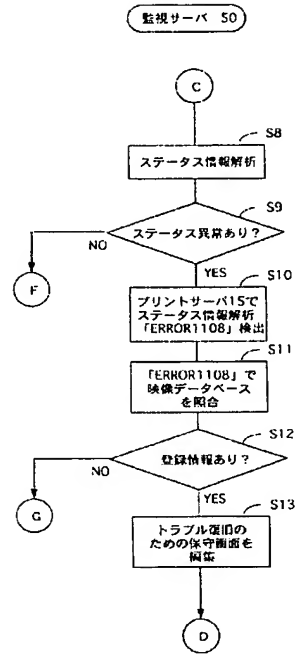 監視サーバ 50
C
S8
ステータス情報解析
S9
ステータス異常あり?
NO
YES
F
S10
プリントサーバ15で
ステータス情報解析
「ERROR1108」検出
S11
「ERROR1108」で
映像データベース
を照合
S12
登録情報あり?
NO
YES
G
S13
トラブル復旧の
ための保守画面を
編集
D